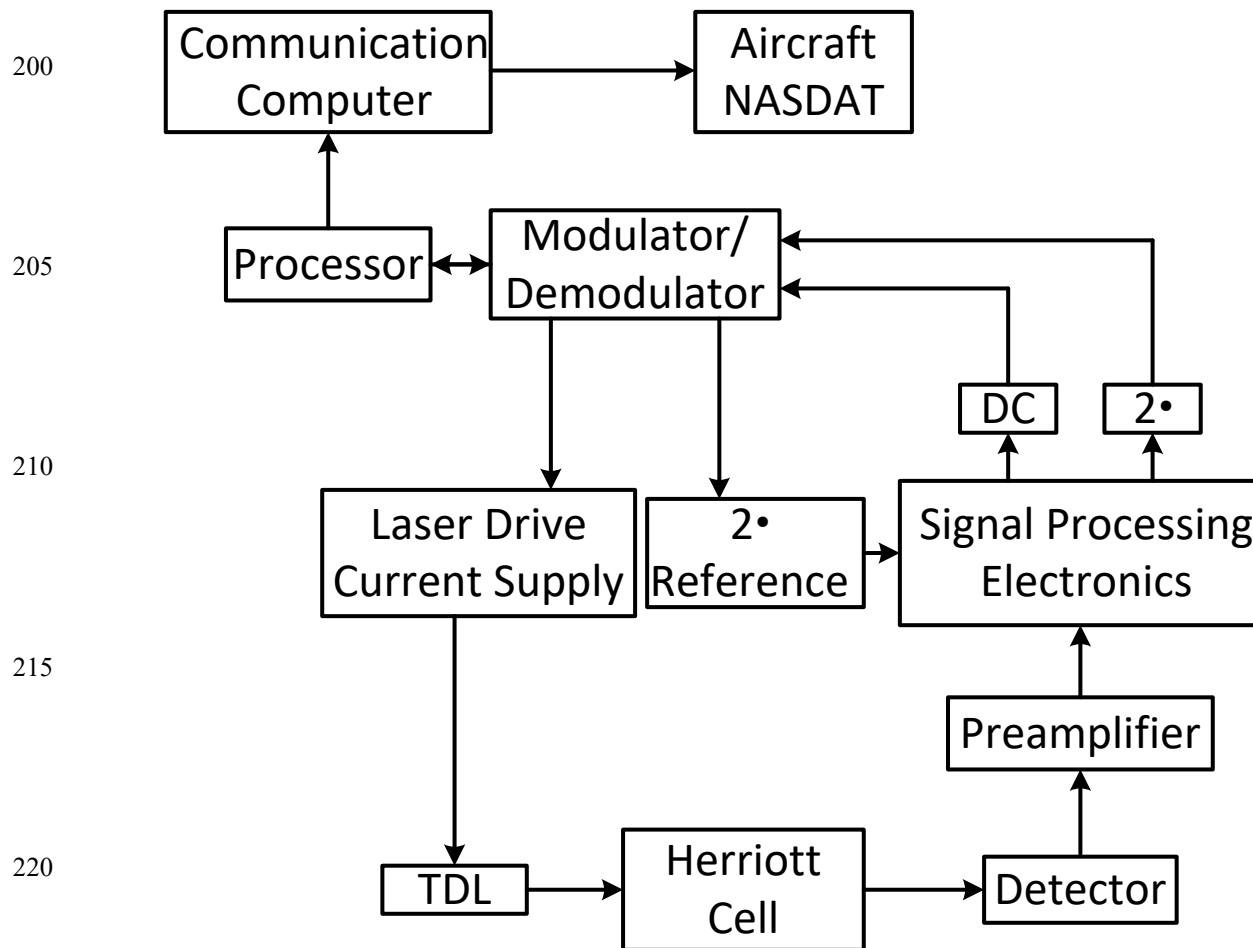 200
Communication
Computer
Aircraft
NASDAT
205
Processor
Modulator/
Demodulator
DC
2•
210
Laser Drive
Current Supply
2•
Reference
Signal Processing
Electronics
215
Preamplifier
220
TDL
Herriott
Cell
Detector